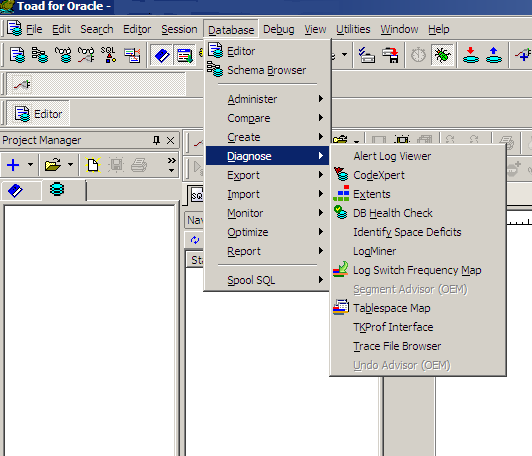 Toad for Oracle -
File Edit Search Editor Session Database Debug View Utilities Window Help
Editor
Schema Browser
Administer
Compare
Create
Diagnose
Export
Import
Monitor
Optimize
Report
Spool SQL
Alert Log Viewer
CodeXpert
Extents
DB Health Check
Identify Space Deficits
LogMiner
Log Switch Frequency Map
Segment Advisor (OEM)
Tablespace Map
TKProf Interface
Trace File Browser
Undo Advisor (OEM)
SQL
Editor
Project Manager